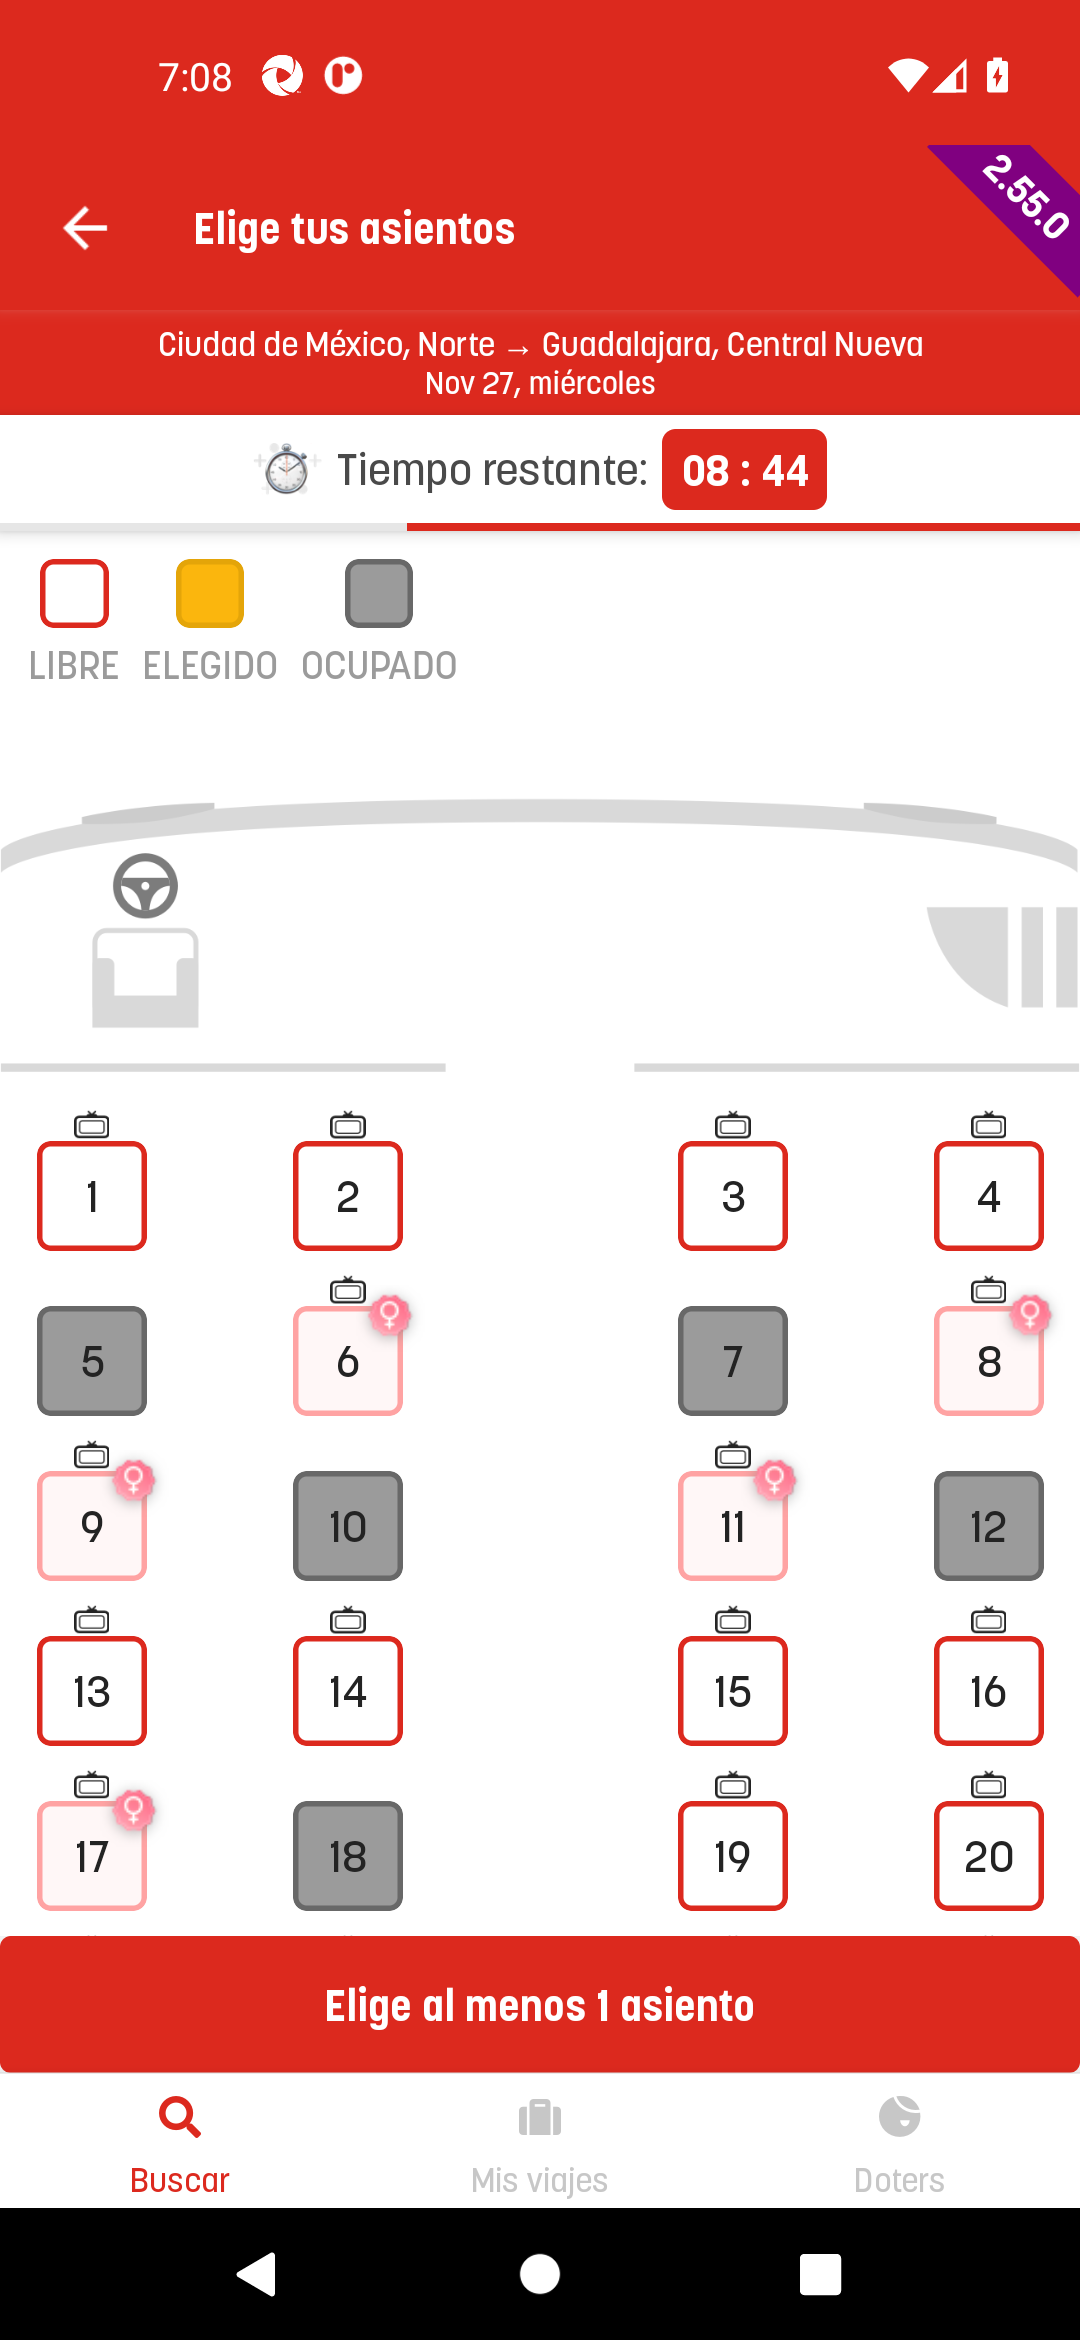 7:08
2.55.0
Elige tus asientos
Ciudad de México, Norte → Guadalajara, Central Nueva
Nov 27, miércoles
Tiempo restante: 08 : 44
LIBRE ELEGIDO OCUPADO
1 2 3 4
5 6 7 8
9 10 11 12
13 14 15 16
17 18 19 20
Elige al menos 1 asiento
Buscar Mis viajes Doters